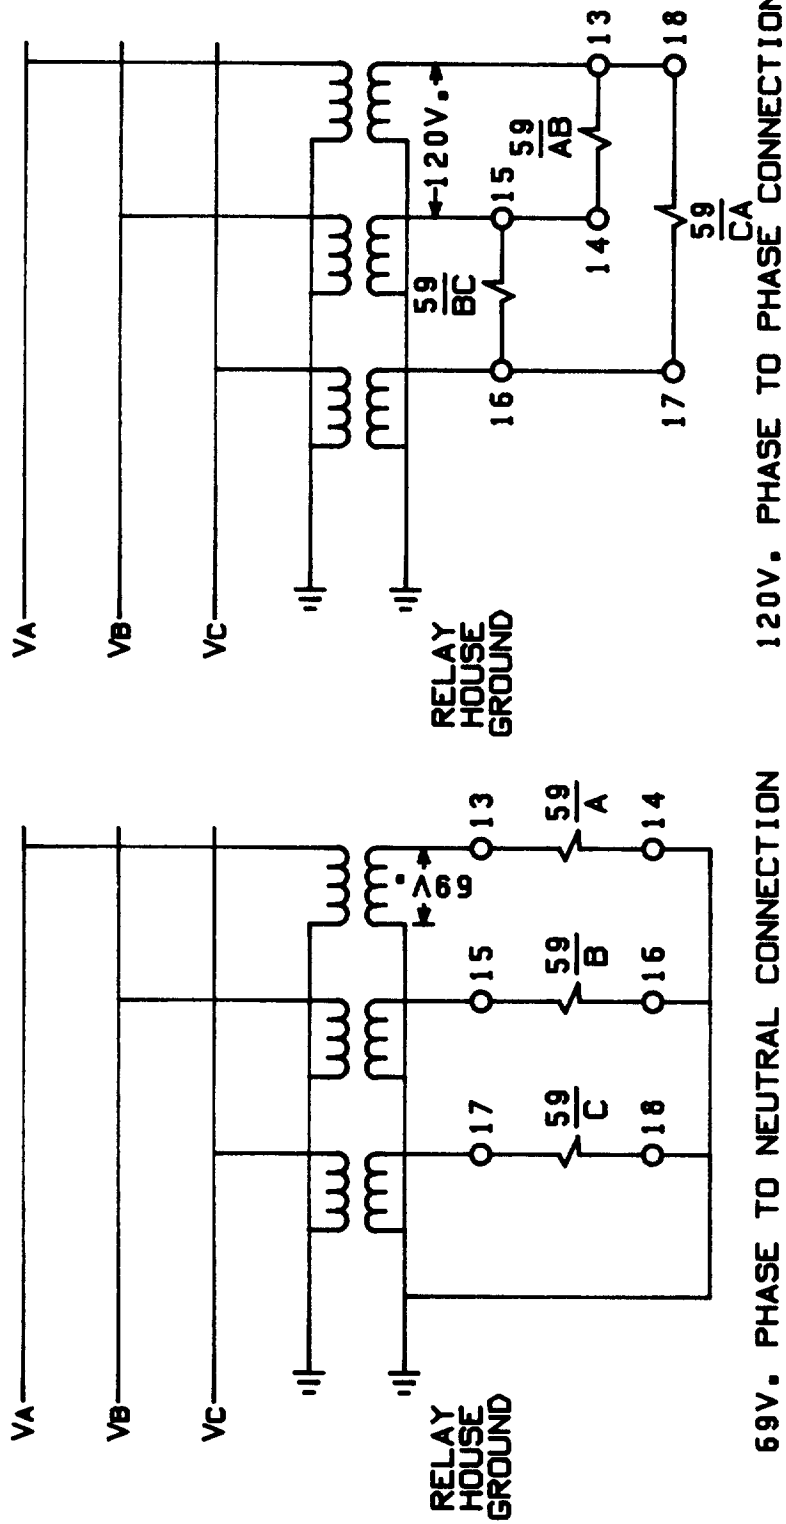 VA
VB
VC
RELAY
HOUSE
GROUND
69V.
17
15
13
59
C
59
B
59
A
18
16
14
69V. PHASE TO NEUTRAL CONNECTION
VA
VB
VC
RELAY
HOUSE
GROUND
120V.
59
BC
16
15
59
AB
14
13
17
59
CA
18
120V. PHASE TO PHASE CONNECTION